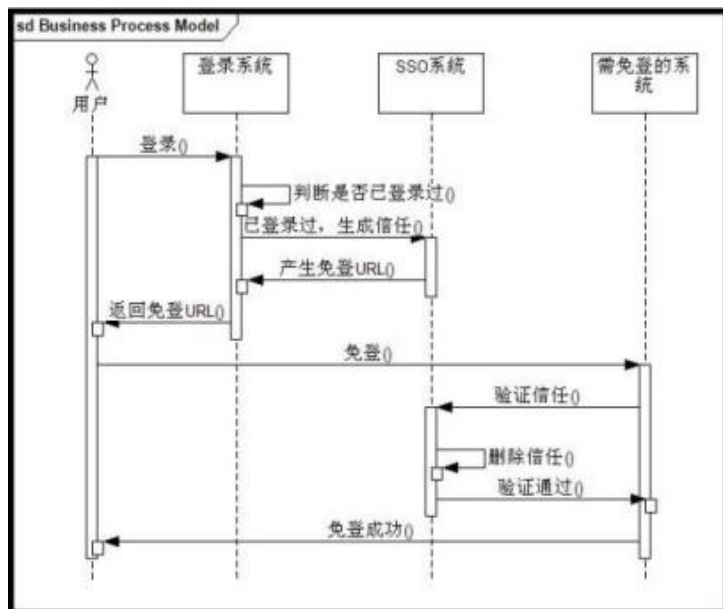 sd Business Process Model
用户
登录系统
SSO系统
需免登的系
统
登录()
判断是否已登录过()
已登录过，生成信任()
产生免登URL()
返回免登URL()
免登()
验证信任()
删除信任()
验证通过()
免登成功()